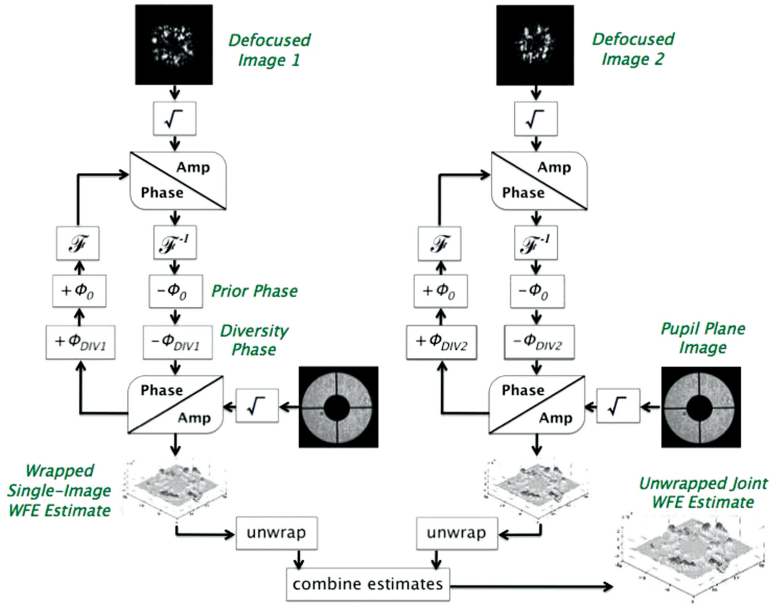 Defocused
Image 1
Defocused
Image 2
√
√
Amp
Phase
Amp
Phase
ℱ
ℱ⁻¹
ℱ
ℱ⁻¹
+Φ₀
−Φ₀
Prior Phase
+Φ₀
−Φ₀
+Φ_DIV1
−Φ_DIV1
Diversity
Phase
+Φ_DIV2
−Φ_DIV2
Pupil Plane
Image
Phase
Amp
√
Phase
Amp
√
Wrapped
Single-Image
WFE Estimate
Unwrapped Joint
WFE Estimate
unwrap
unwrap
combine estimates